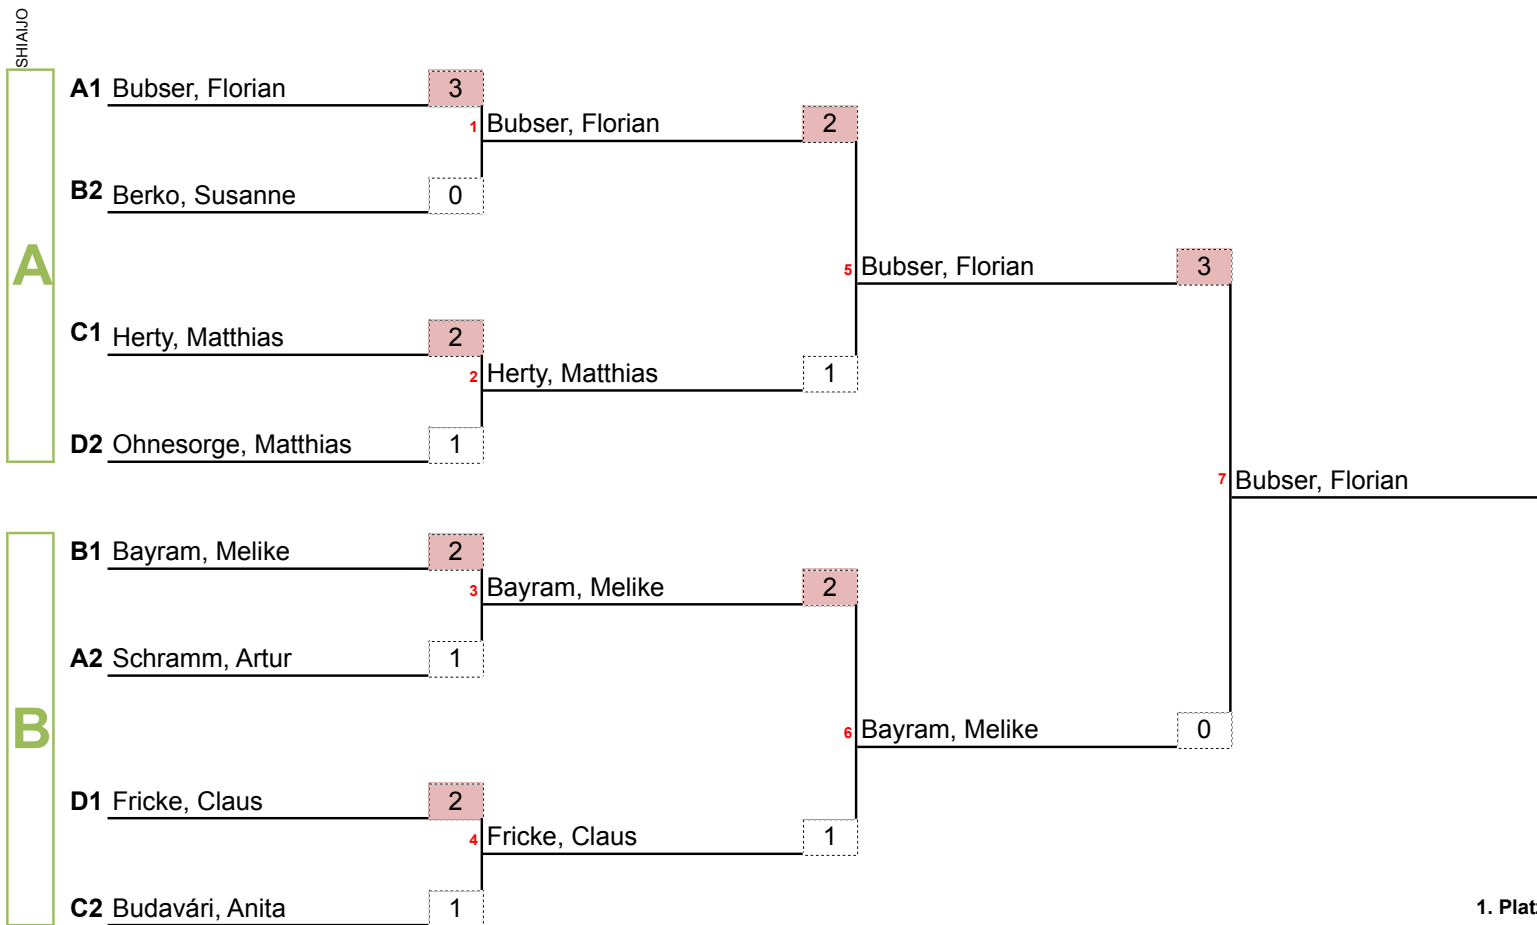 SHIAIJO
A1 Bubser, Florian 3
1 Bubser, Florian 2
B2 Berko, Susanne 0
A
5 Bubser, Florian 3
C1 Herty, Matthias 2
2 Herty, Matthias 1
D2 Ohnesorge, Matthias 1
7 Bubser, Florian
B1 Bayram, Melike 2
3 Bayram, Melike 2
A2 Schramm, Artur 1
B
6 Bayram, Melike 0
D1 Fricke, Claus 2
4 Fricke, Claus 1
C2 Budavári, Anita 1
1. Platz